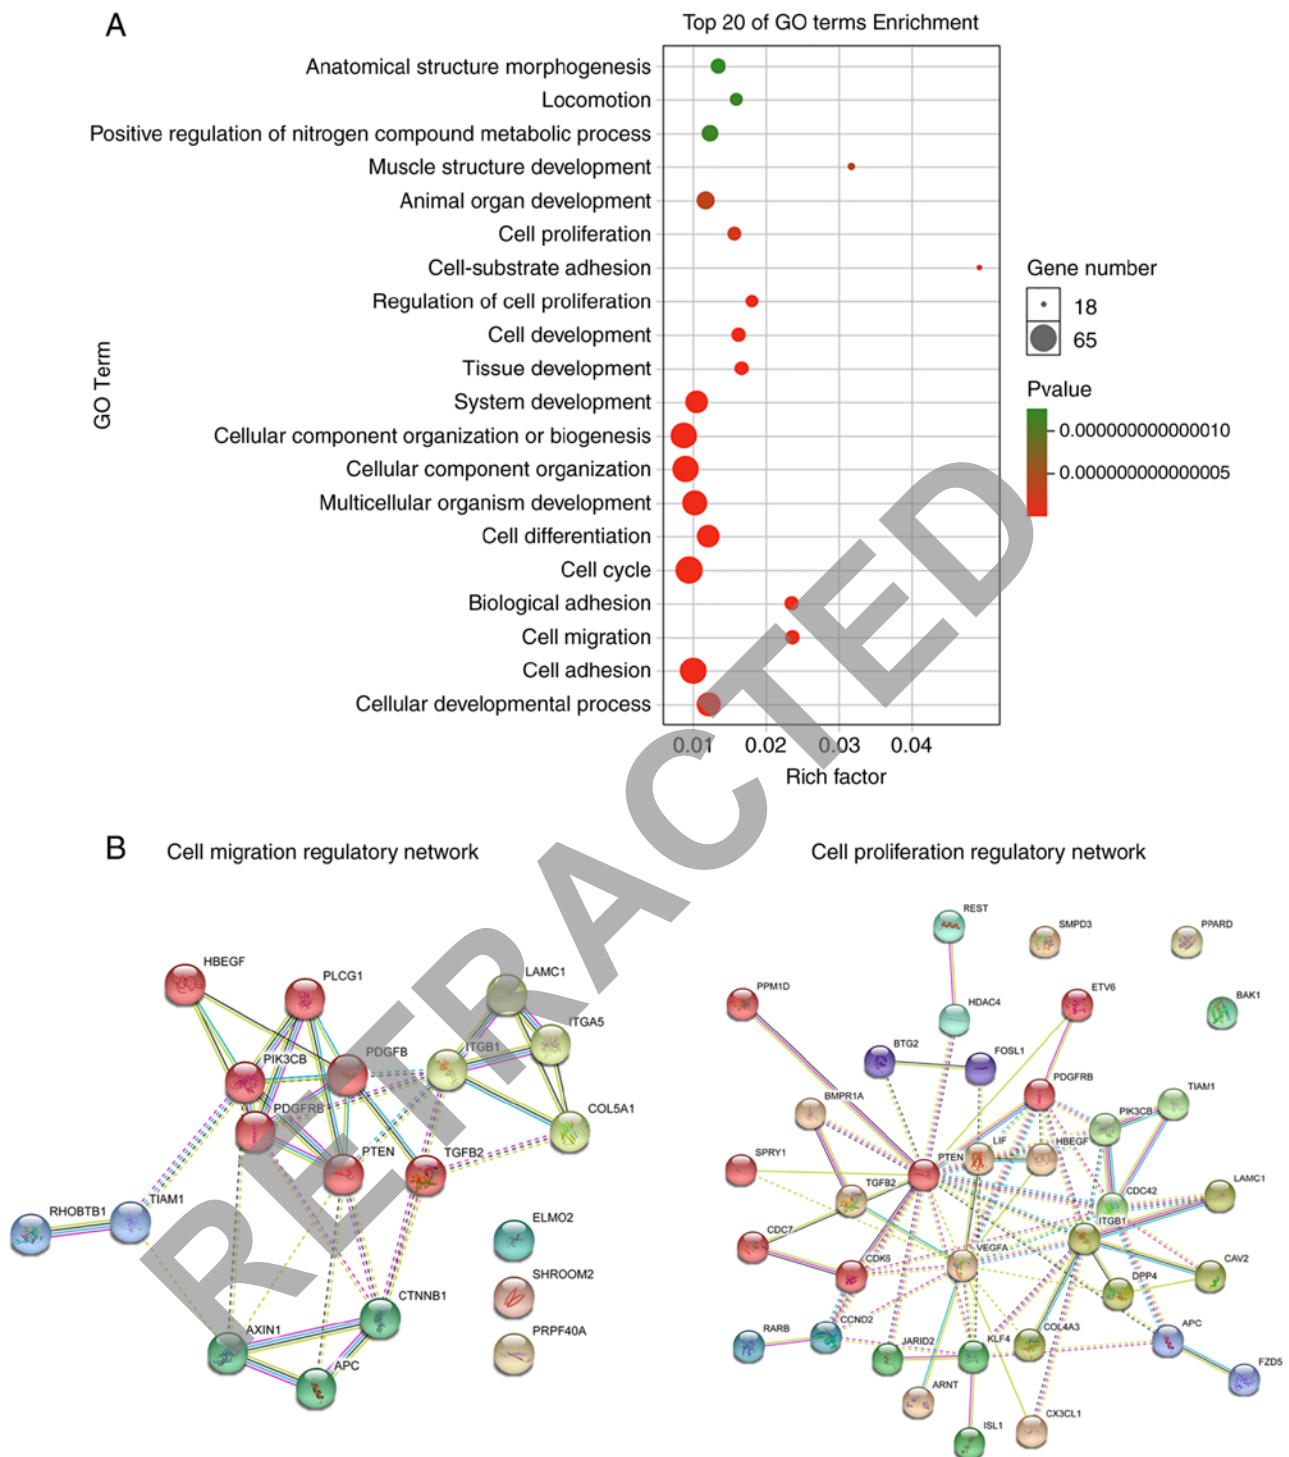 A
Top 20 of GO terms Enrichment
GO Term
Anatomical structure morphogenesis
Locomotion
Positive regulation of nitrogen compound metabolic process
Muscle structure development
Animal organ development
Cell proliferation
Cell-substrate adhesion
Regulation of cell proliferation
Cell development
Tissue development
System development
Cellular component organization or biogenesis
Cellular component organization
Multicellular organism development
Cell differentiation
Cell cycle
Biological adhesion
Cell migration
Cell adhesion
Cellular developmental process
0.01 0.02 0.03 0.04
Rich factor
Gene number
18
65
Pvalue
0.000000000000010
0.000000000000005
RETRACTED
B
Cell migration regulatory network
HBEGF
PLCG1
LAMC1
ITGA5
PIK3CB
PDGFB
ITGB1
PDGFRB
COL5A1
PTEN
TGFB2
RHOBTB1
TIAM1
ELMO2
SHROOM2
CTNNB1
PRPF40A
AXIN1
APC
Cell proliferation regulatory network
REST
SMPD3
PPARD
PPM1D
HDAC4
ETV6
BAK1
BTG2
FOSL1
BMPR1A
PDGFRB
TIAM1
PIK3CB
SPRY1
PTEN
LIF
HBEGF
TGFB2
CDC42
LAMC1
CDC7
ITGB1
CDK6
VEGFA
CAV2
DPP4
RARB
CCND2
JARID2
KLF4
COL4A3
APC
FZD5
ARNT
ISL1
CX3CL1